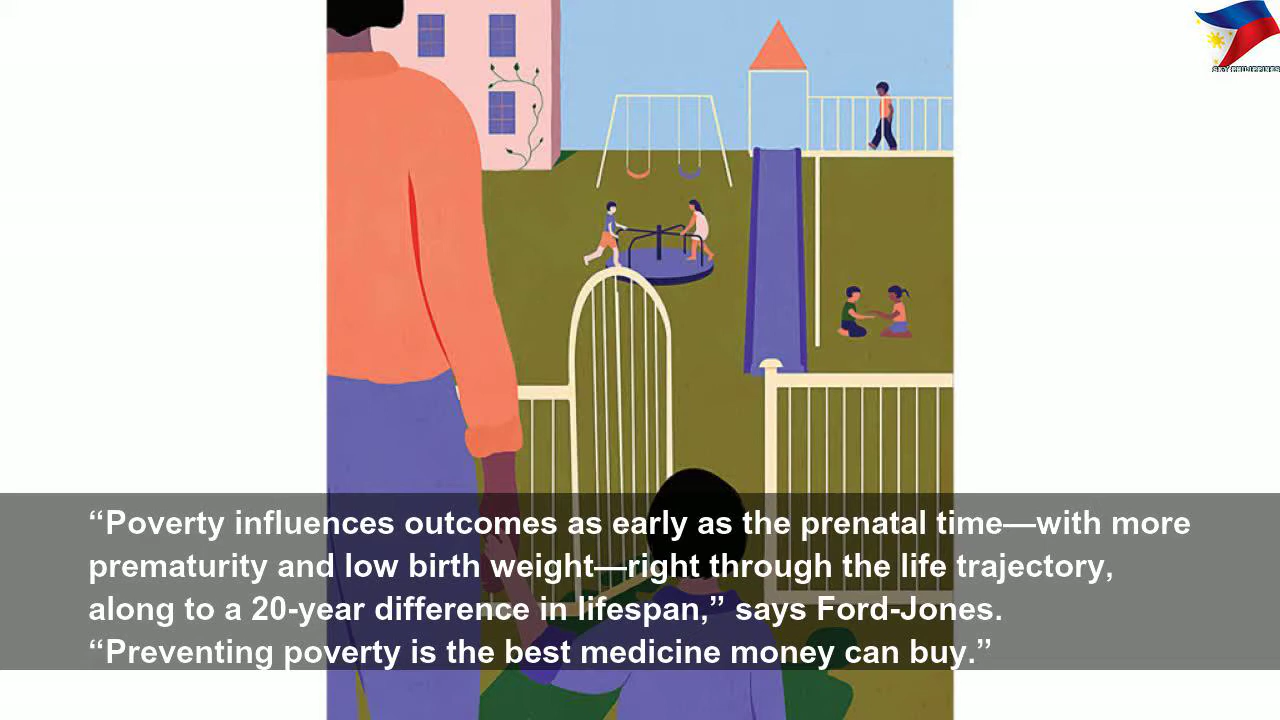 “Poverty influences outcomes as early as the prenatal time—with more
prematurity and low birth weight—right through the life trajectory,
along to a 20-year difference in lifespan,” says Ford-Jones.
“Preventing poverty is the best medicine money can buy.”